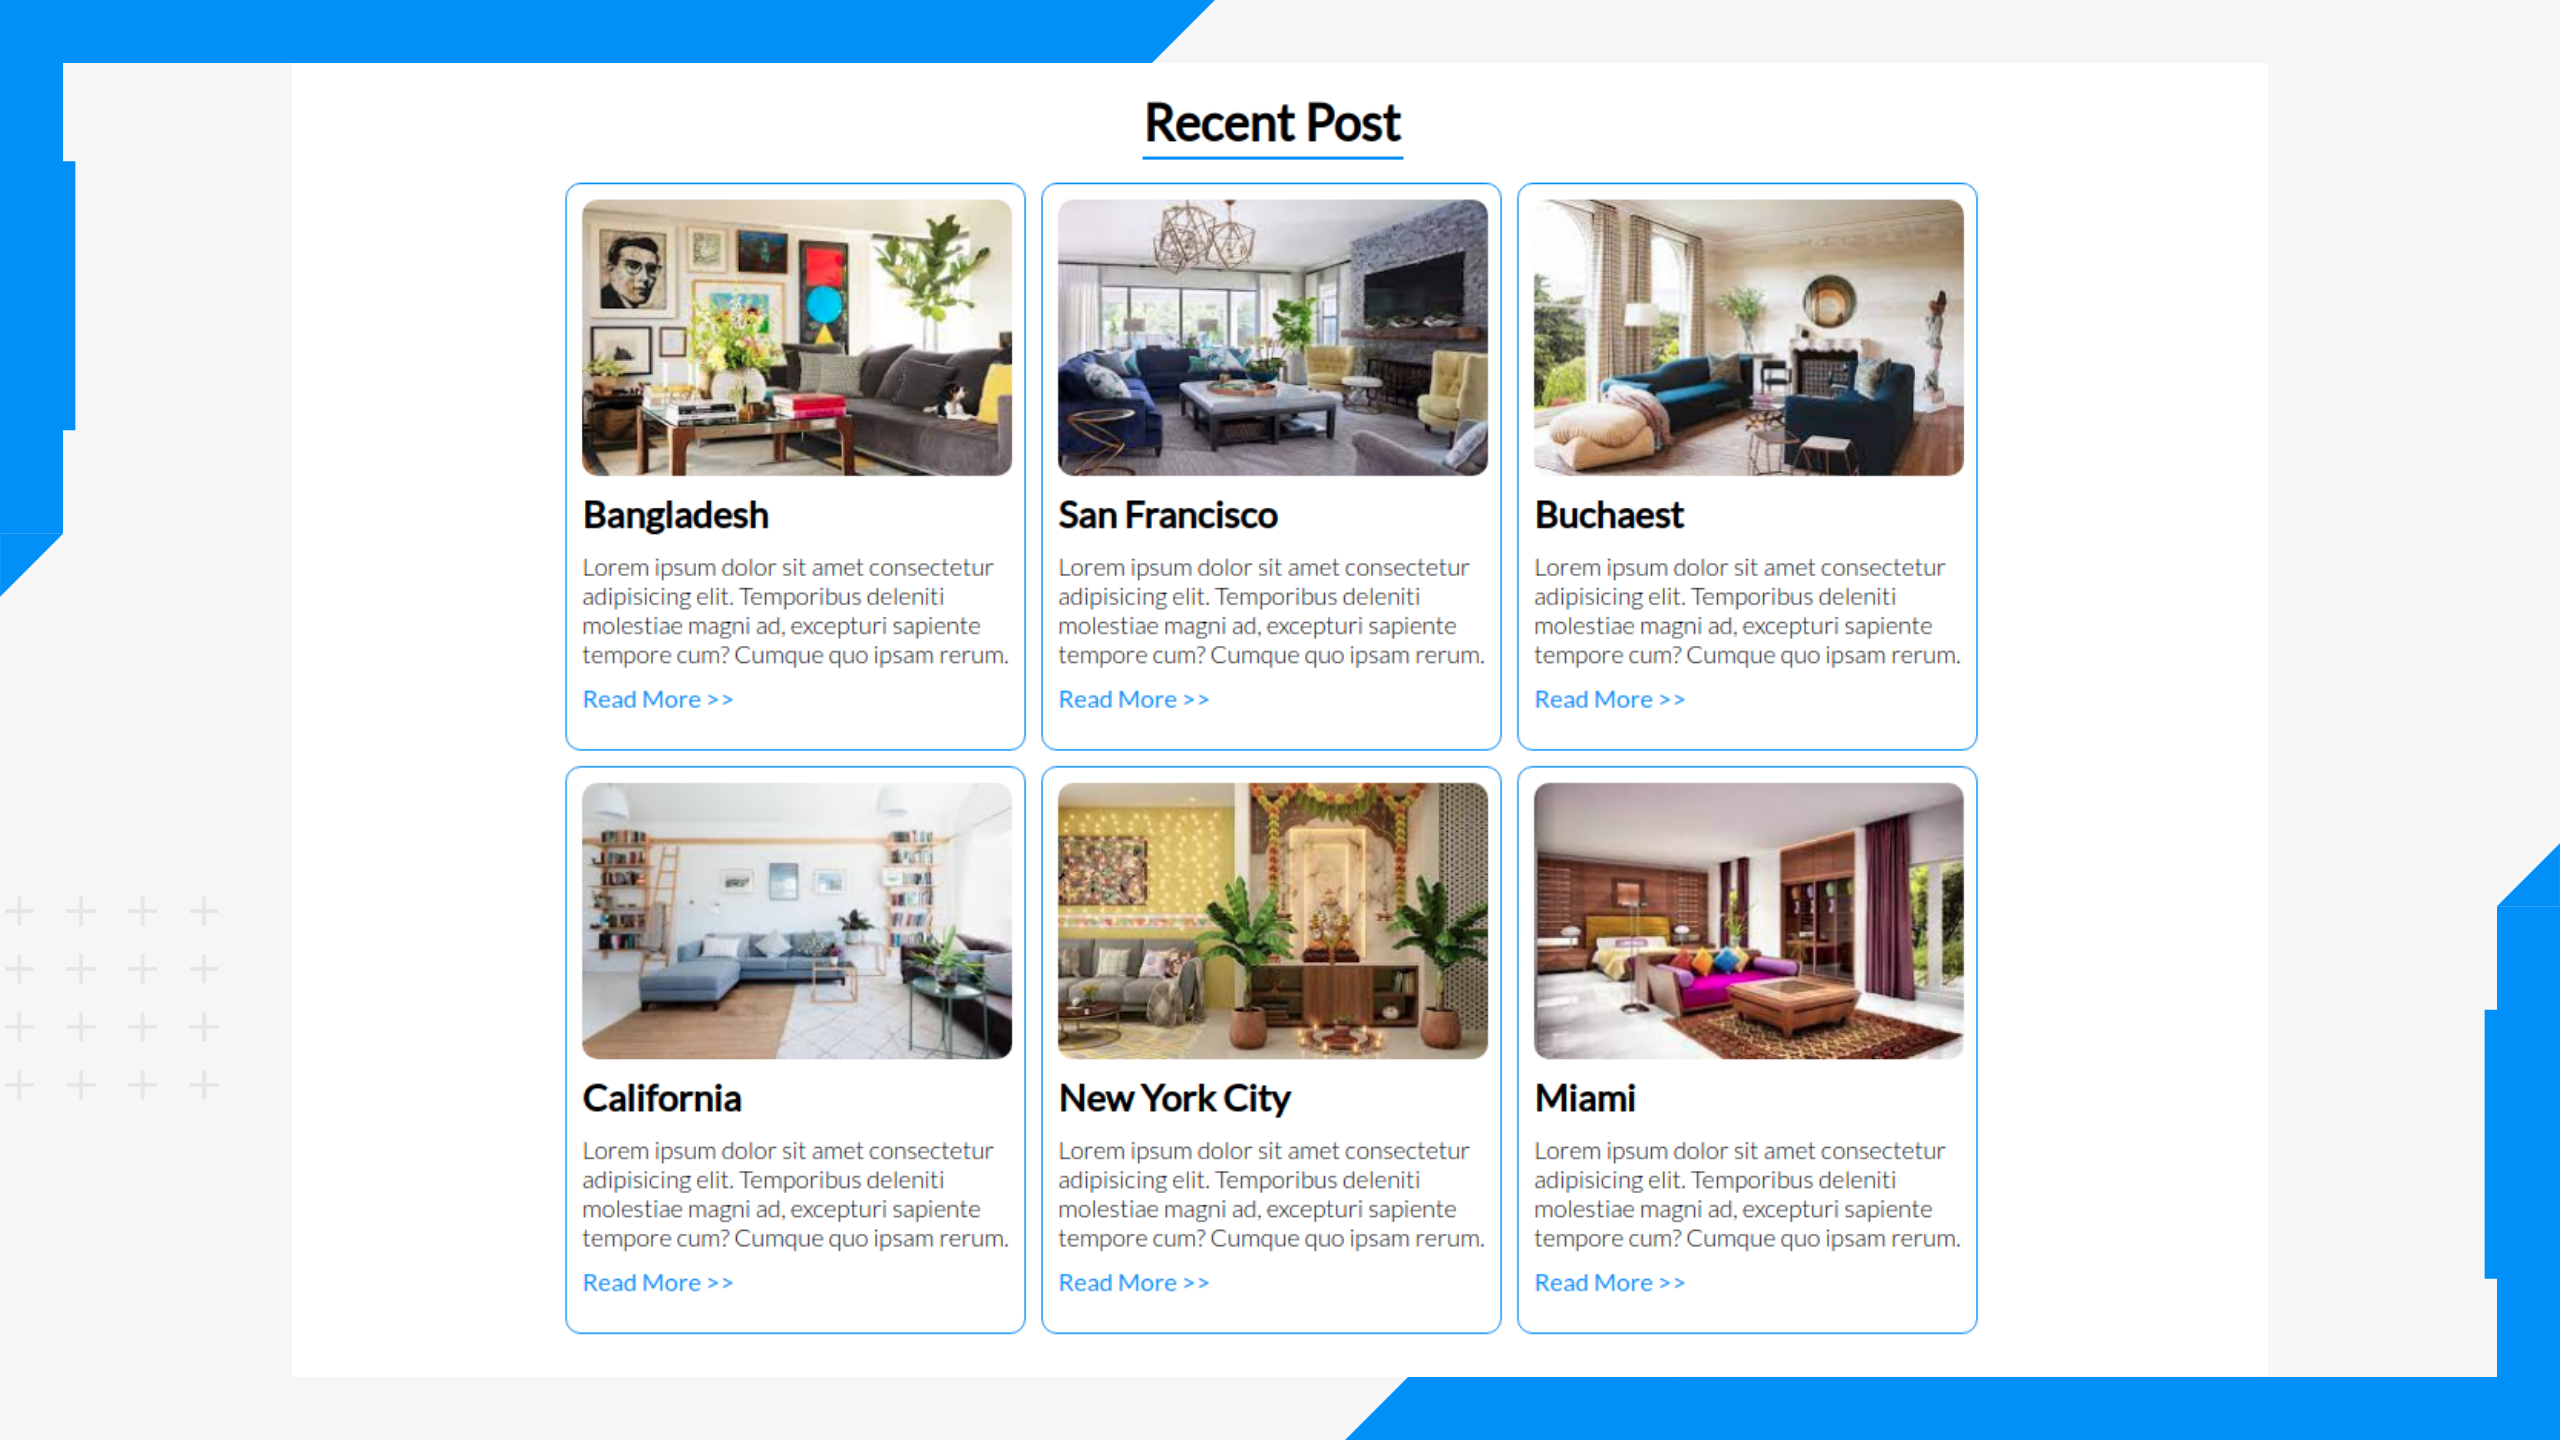 Recent Post
Bangladesh
Lorem ipsum dolor sit amet consectetur
adipisicing elit. Temporibus deleniti
molestiae magni ad, excepturi sapiente
tempore cum? Cumque quo ipsam rerum.
Read More >>
San Francisco
Lorem ipsum dolor sit amet consectetur
adipisicing elit. Temporibus deleniti
molestiae magni ad, excepturi sapiente
tempore cum? Cumque quo ipsam rerum.
Read More >>
Buchaest
Lorem ipsum dolor sit amet consectetur
adipisicing elit. Temporibus deleniti
molestiae magni ad, excepturi sapiente
tempore cum? Cumque quo ipsam rerum.
Read More >>
California
Lorem ipsum dolor sit amet consectetur
adipisicing elit. Temporibus deleniti
molestiae magni ad, excepturi sapiente
tempore cum? Cumque quo ipsam rerum.
Read More >>
New York City
Lorem ipsum dolor sit amet consectetur
adipisicing elit. Temporibus deleniti
molestiae magni ad, excepturi sapiente
tempore cum? Cumque quo ipsam rerum.
Read More >>
Miami
Lorem ipsum dolor sit amet consectetur
adipisicing elit. Temporibus deleniti
molestiae magni ad, excepturi sapiente
tempore cum? Cumque quo ipsam rerum.
Read More >>